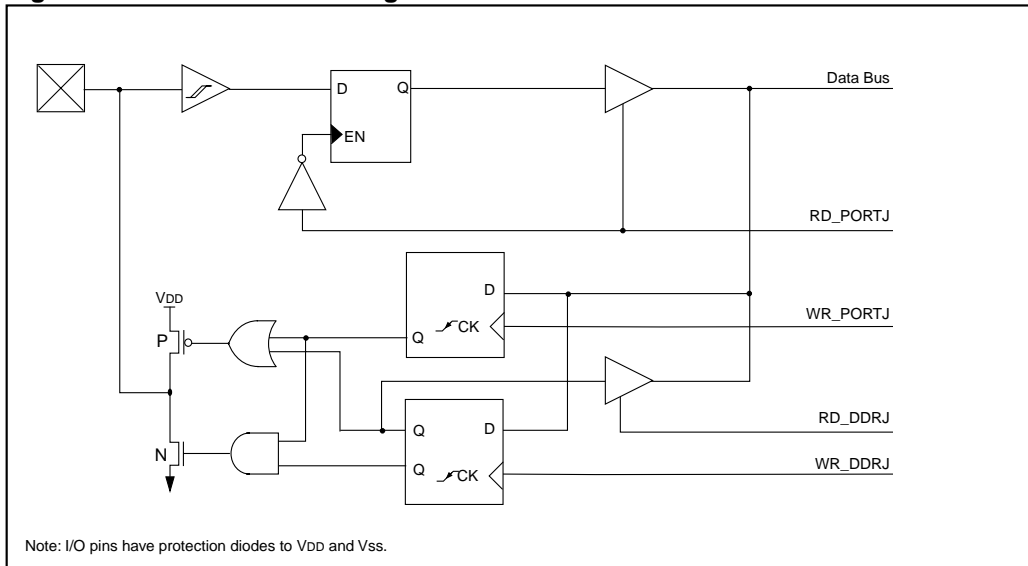 D Q
EN
Data Bus
RD_PORTJ
VDD
P
D
Q CK
WR_PORTJ
N
Q D
Q CK
RD_DDRJ
WR_DDRJ
Note: I/O pins have protection diodes to VDD and Vss.